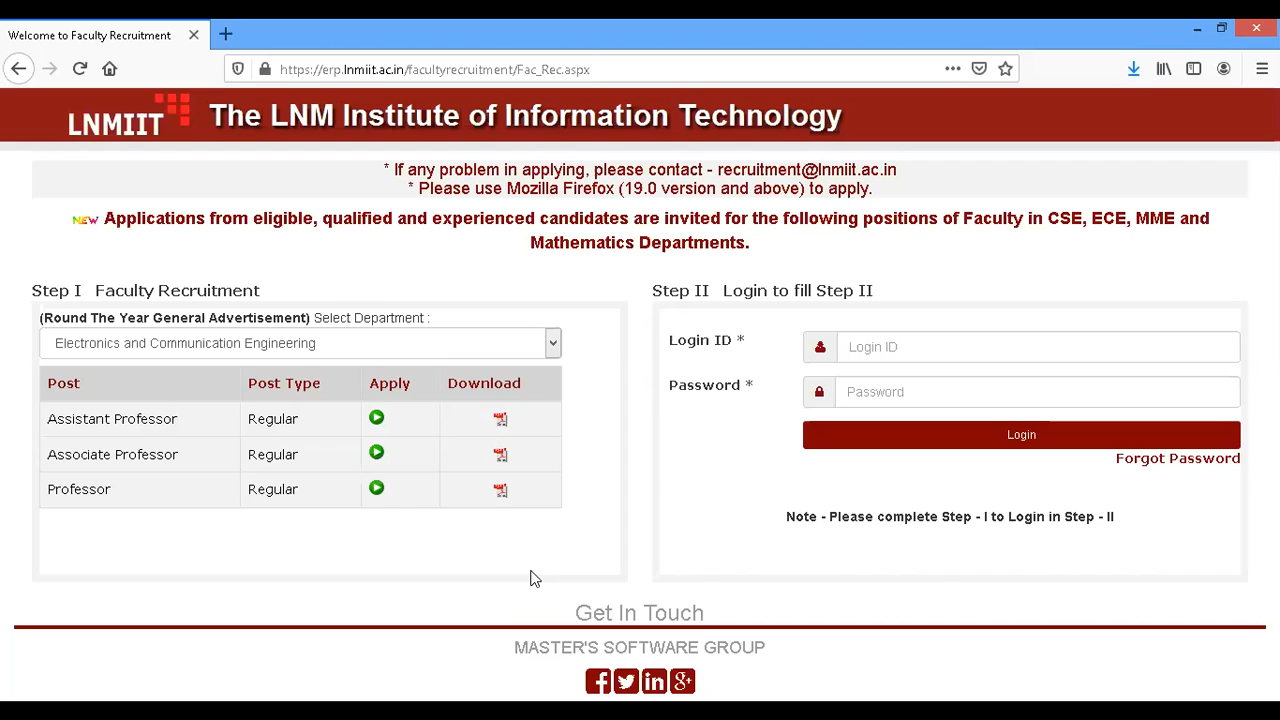 Welcome to Faculty Recruitment
https://erp.lnmiit.ac.in/facultyrecruitment/Fac_Rec.aspx
LNMIIT The LNM Institute of Information Technology
* If any problem in applying, please contact - recruitment@lnmiit.ac.in
* Please use Mozilla Firefox (19.0 version and above) to apply.
NEW Applications from eligible, qualified and experienced candidates are invited for the following positions of Faculty in CSE, ECE, MME and
Mathematics Departments.
Step I Faculty Recruitment
(Round The Year General Advertisement) Select Department :
Electronics and Communication Engineering
Post Post Type Apply Download
Assistant Professor Regular
Associate Professor Regular
Professor Regular
Step II Login to fill Step II
Login ID * Login ID
Password * Password
Login
Forgot Password
Note - Please complete Step - I to Login in Step - II
Get In Touch
MASTER'S SOFTWARE GROUP